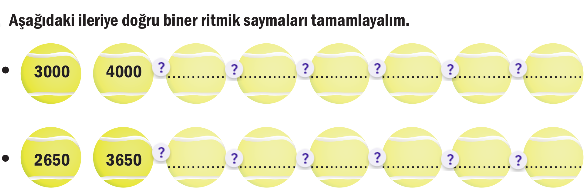 Aşağıdaki ileriye doğru biner ritmik saymaları tamamlayalım.
• 3000 4000 ?.......... ?.......... ?.......... ?.......... ?.......... ?..........
• 2650 3650 ?.......... ?.......... ?.......... ?.......... ?.......... ?..........